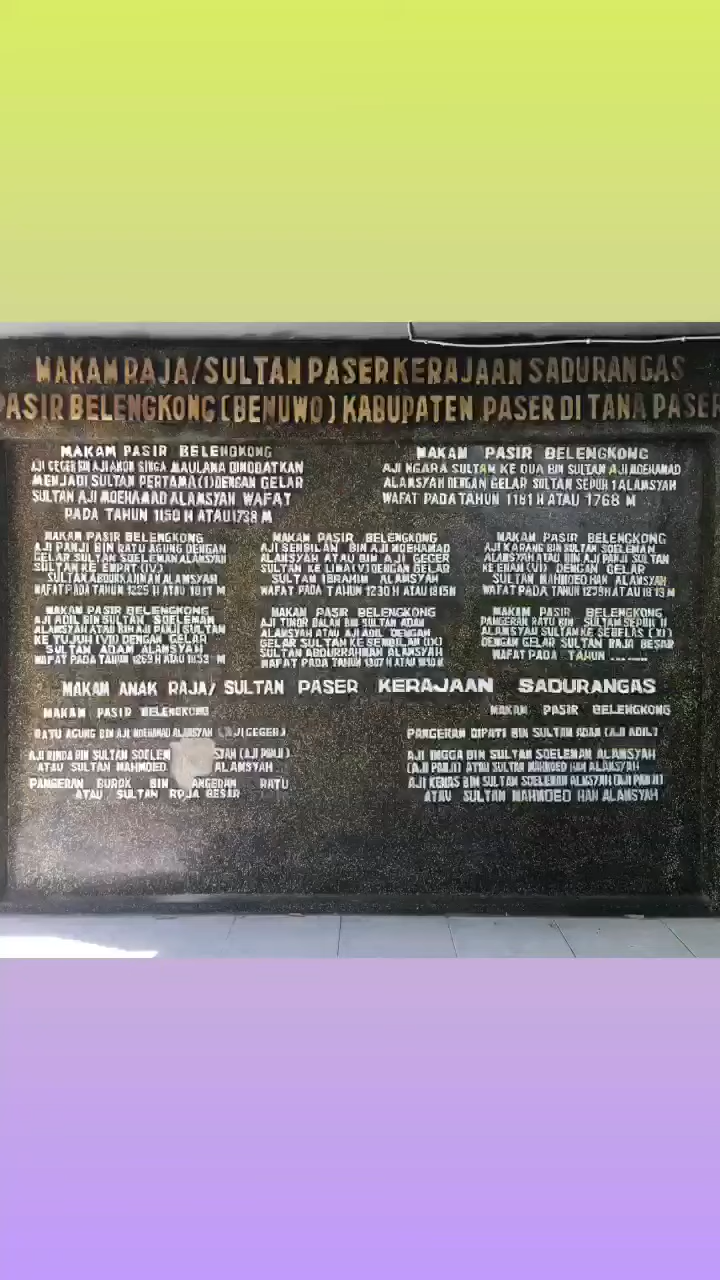 MAKAM RAJA/SULTAN PASER KERAJAAN SADURANGAS
PASIR BELENGKONG (BENUWO) KABUPATEN PASER DI TANA PASER
MAKAM PASIR BELENGKONG
AJI GEGER BIN AJI ANOM SINGA MAULANA DINOBATKAN
MENJADI SULTAN PERTAMA (I) DENGAN GELAR
SULTAN AJI MOEHAMAD ALAMSYAH WAFAT
PADA TAHUN 1150 H ATAU 1738 M
MAKAM PASIR BELENGKONG
AJI NGARA SULTAN KE DUA BIN SULTAN AJI MOEHAMAD
ALAMSYAH DENGAN GELAR SULTAN SEPUH I ALAMSYAH
WAFAT PADA TAHUN 1181 H ATAU 1768 M
MAKAM PASIR BELENGKONG
AJI PANJI BIN RATU AGUNG DENGAN
GELAR SULTAN SOELEMAN ALAMSYAH
SULTAN KE EMPAT (IV)
SULTAN ABDURRAHMAN ALAMSYAH
WAFAT PADA TAHUN 1225 H ATAU 1811 M
MAKAM PASIR BELENGKONG
AJI SEMBILAN BIN AJI MOEHAMAD
ALAMSYAH ATAU BIN AJI GEGER
SULTAN KE LIMA (V) DENGAN GELAR
SULTAN IBRAHIM ALAMSYAH
WAFAT PADA TAHUN 1230 H ATAU 1815 M
MAKAM PASIR BELENGKONG
AJI KARANG BIN SULTAN SOELEMAN
ALAMSYAH ATAU BIN AJI PANJI SULTAN
KE ENAM (VI) DENGAN GELAR
SULTAN MAHMOED HAN ALAMSYAH
WAFAT PADA TAHUN H ATAU M
MAKAM PASIR BELENGKONG
AJI ADIL BIN SULTAN SOELEMAN
ALAMSYAH ATAU BIN AJI PANJI SULTAN
KE TUJUH (VII) DENGAN GELAR
SULTAN ADAM ALAMSYAH
WAFAT PADA TAHUN H ATAU M
MAKAM PASIR BELENGKONG
AJI TIMOR DALAM BIN SULTAN ADAM
ALAMSYAH ATAU AJI ADIL DENGAN
GELAR SULTAN KE SEMBILAN (IX)
SULTAN ABDURRAHMAN ALAMSYAH
WAFAT PADA TAHUN H ATAU M
MAKAM PASIR BELENGKONG
PANGERAN RATU BIN SULTAN SEPUH II
ALAMSYAH SULTAN KE SEBELAS (XI)
DENGAN GELAR SULTAN RAJA BESAR
WAFAT PADA TAHUN ....
MAKAM ANAK RAJA/ SULTAN PASER KERAJAAN SADURANGAS
MAKAM PASIR BELENGKONG
RATU AGUNG BIN AJI MOEHAMAD ALAMSYAH (AJI GEGER)
AJI RINDA BIN SULTAN SOELEM SYAH (AJI PANJI)
ATAU SULTAN MAHMOED ALAMSYAH
PANGERAN BUROK BIN ANGERAN RATU
ATAU SULTAN RAJA BESAR
MAKAM PASIR BELENGKONG
PANGERAN DIPATI BIN SULTAN ADAM (AJI ADIL)
AJI INGGA BIN SULTAN SOELEMAN ALAMSYAH
(AJI PANJI) ATAU SULTAN MAHMOED HAN ALAMSYAH
AJI KEMAS BIN SULTAN SOELEMAN ALAMSYAH (AJI PANJI)
ATAU SULTAN MAHMOED HAN ALAMSYAH